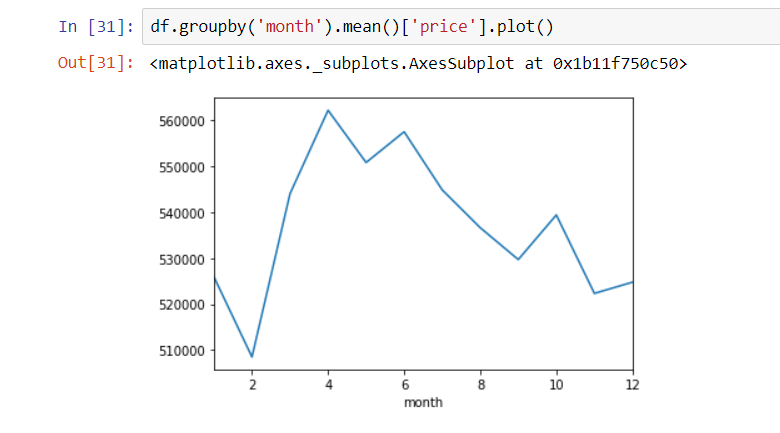 In [31]: df.groupby('month').mean()['price'].plot()
Out[31]: <matplotlib.axes._subplots.AxesSubplot at 0x1b11f750c50>
560000
550000
540000
530000
520000
510000
2 4 6 8 10 12
month